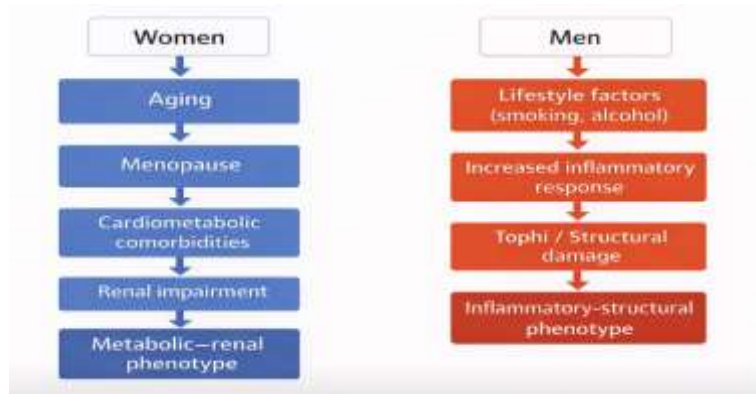 Women
Aging
Menopause
Cardiometabolic
comorbidities
Renal impairment
Metabolic–renal
phenotype
Men
Lifestyle factors
(smoking, alcohol)
Increased inflammatory
response
Tophi / Structural
damage
Inflammatory-structural
phenotype